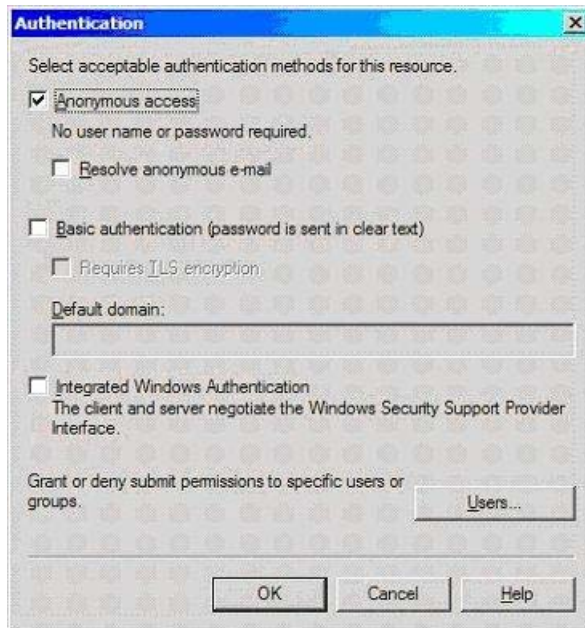 Authentication
Select acceptable authentication methods for this resource.
Anonymous access
No user name or password required.
Resolve anonymous e-mail
Basic authentication (password is sent in clear text)
Requires TLS encryption
Default domain:
Integrated Windows Authentication
The client and server negotiate the Windows Security Support Provider
Interface.
Grant or deny submit permissions to specific users or
groups.
Users...
OK Cancel Help